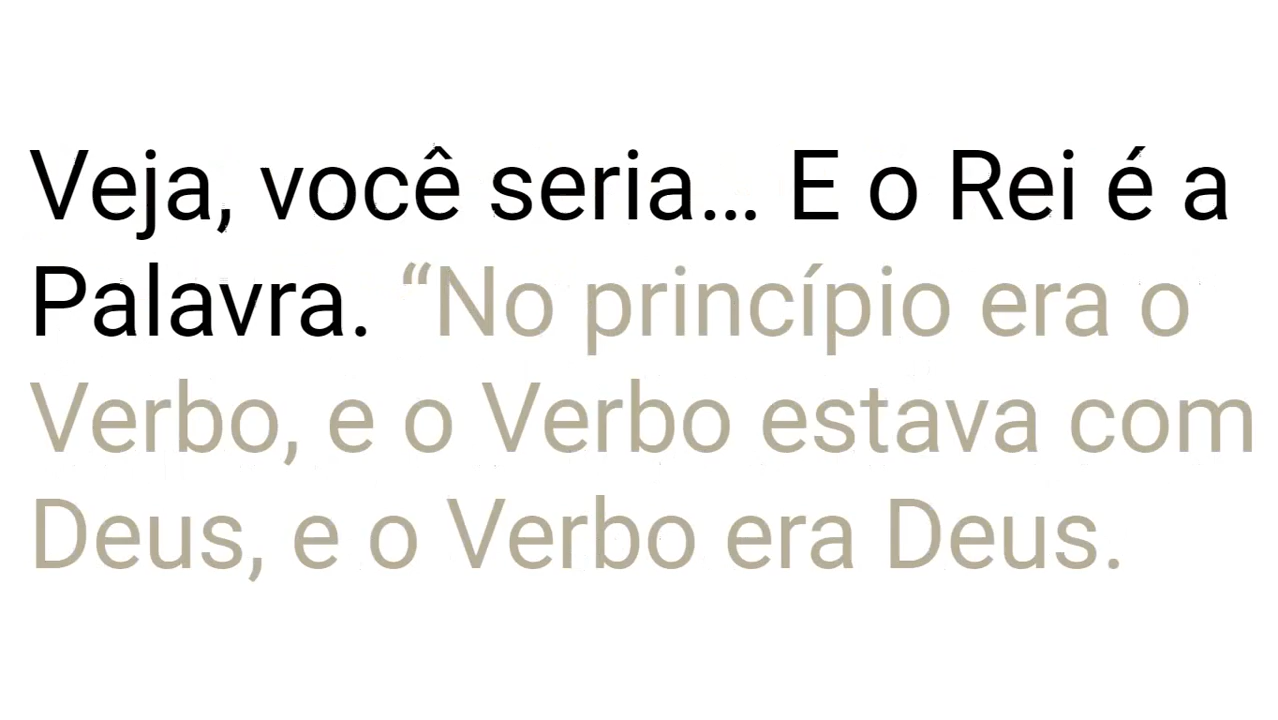 Veja, você seria... E o Rei é a
Palavra. “No princípio era o
Verbo, e o Verbo estava com
Deus, e o Verbo era Deus.